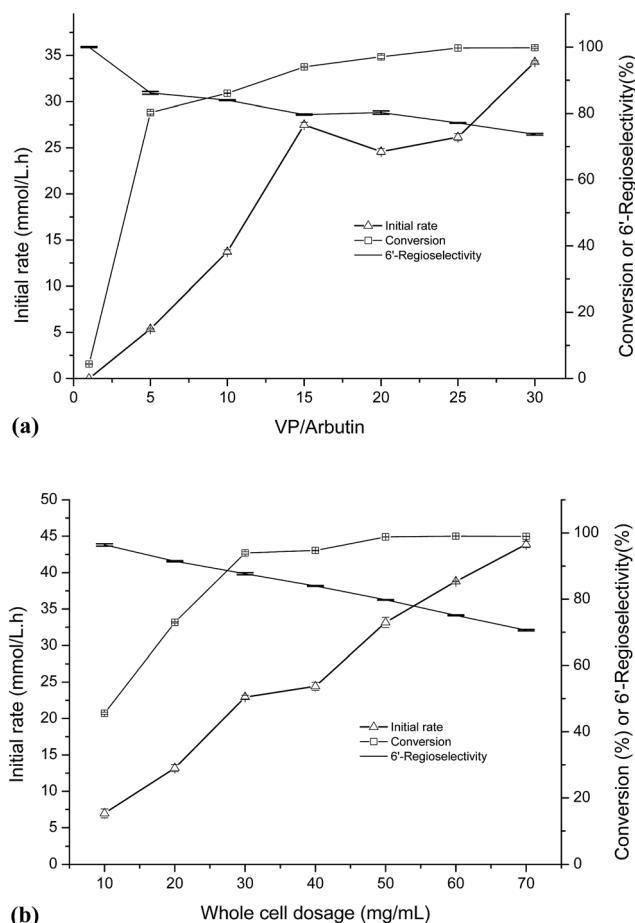 Initial rate (mmol/L.h)
35
30
25
20
15
10
5
0
100
80
60
40
20
0
Conversion or 6'-Regioselectivity(%)
Initial rate
Conversion
6'-Regioselectivity
0 5 10 15 20 25 30
VP/Arbutin
(a)
Initial rate (mmol/L.h)
50
45
40
35
30
25
20
15
10
5
0
100
80
60
40
20
0
Conversion (%) or 6'-Regioselectivity(%)
Initial rate
Conversion
6'-Regioselectivity
10 20 30 40 50 60 70
Whole cell dosage (mg/mL)
(b)